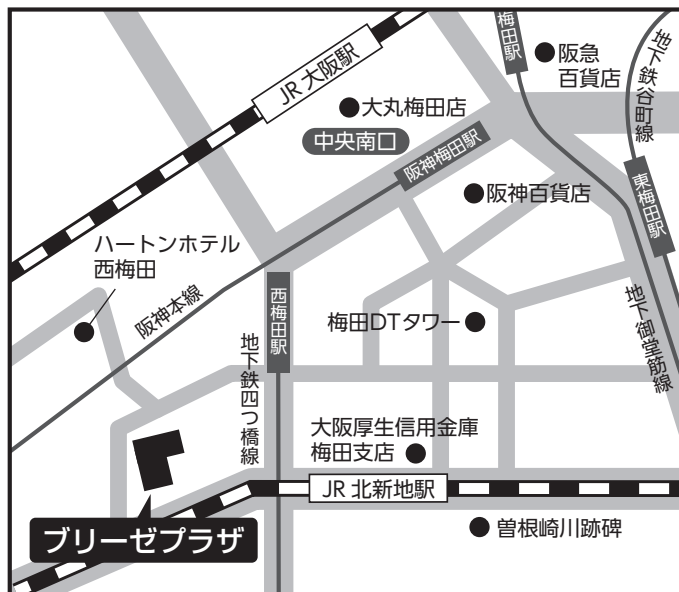 梅田駅
阪急
百貨店
地下鉄谷町線
JR 大阪駅
大丸梅田店
中央南口
阪神梅田駅
阪神百貨店
東梅田駅
ハートンホテル
西梅田
阪神本線
西梅田駅
梅田DTタワー
地下御堂筋線
地下鉄四つ橋線
大阪厚生信用金庫
梅田支店
JR 北新地駅
ブリーゼプラザ
曽根崎川跡碑